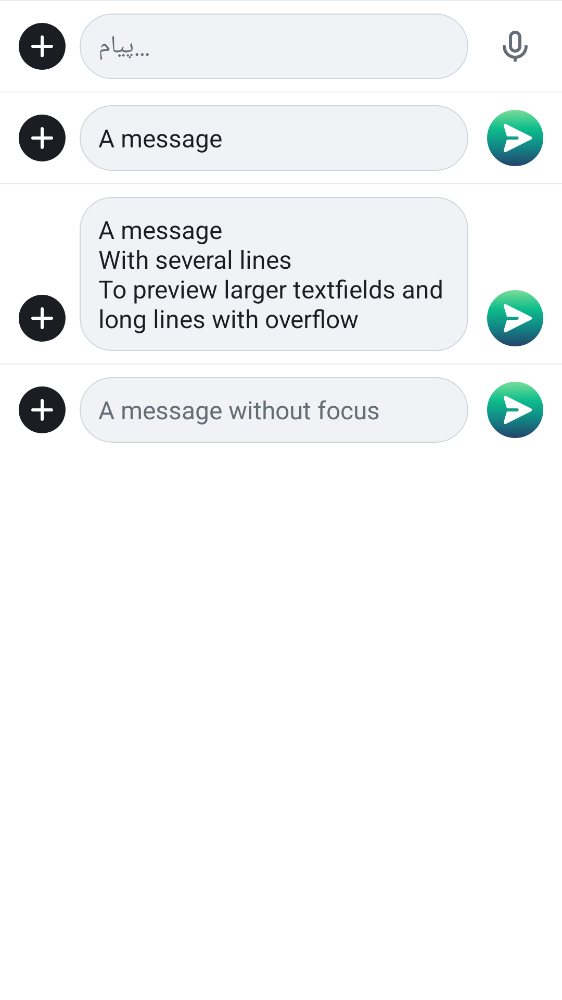 پیام…
A message
A message
With several lines
To preview larger textfields and
long lines with overflow
A message without focus